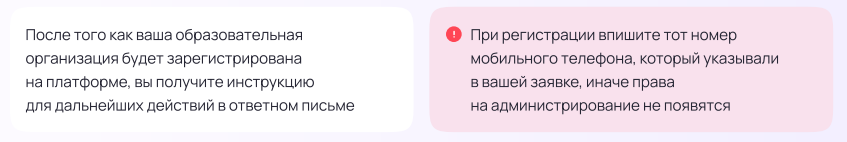 После того как ваша образовательная
организация будет зарегистрирована
на платформе, вы получите инструкцию
для дальнейших действий в ответном письме
При регистрации впишите тот номер
мобильного телефона, который указывали
в вашей заявке, иначе права
на администрирование не появятся